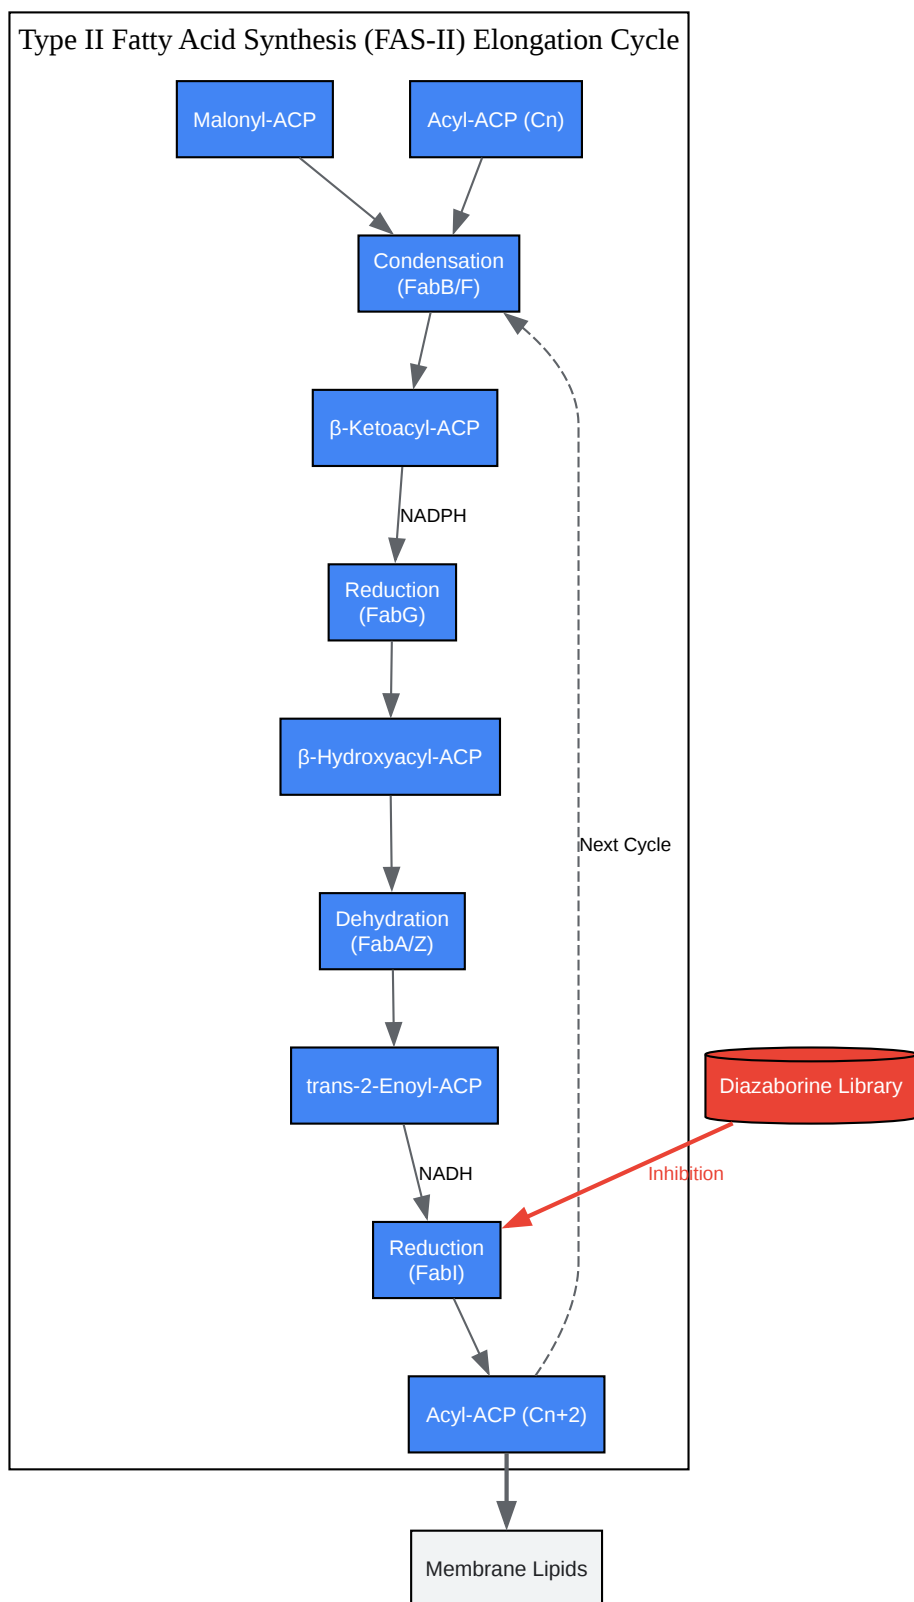 Type II Fatty Acid Synthesis (FAS-II) Elongation Cycle
Malonyl-ACP
Acyl-ACP (Cn)
Condensation
(FabB/F)
β-Ketoacyl-ACP
NADPH
Reduction
(FabG)
β-Hydroxyacyl-ACP
Next Cycle
Dehydration
(FabA/Z)
trans-2-Enoyl-ACP
Diazaborine Library
NADH
Inhibition
Reduction
(FabI)
Acyl-ACP (Cn+2)
Membrane Lipids